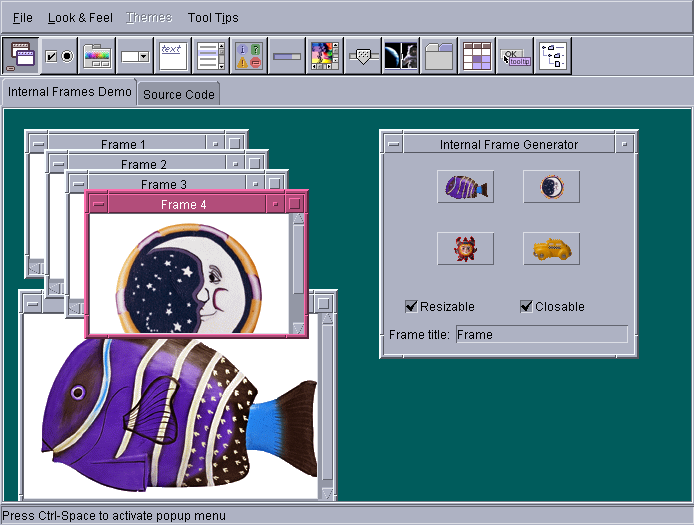 File Look & Feel Themes Tool Tips
text
? OK
tooltip
Internal Frames Demo Source Code
Frame 1
Frame 2
Frame 3
Frame 4
Internal Frame Generator
Resizable Closable
Frame title: Frame
Press Ctrl-Space to activate popup menu